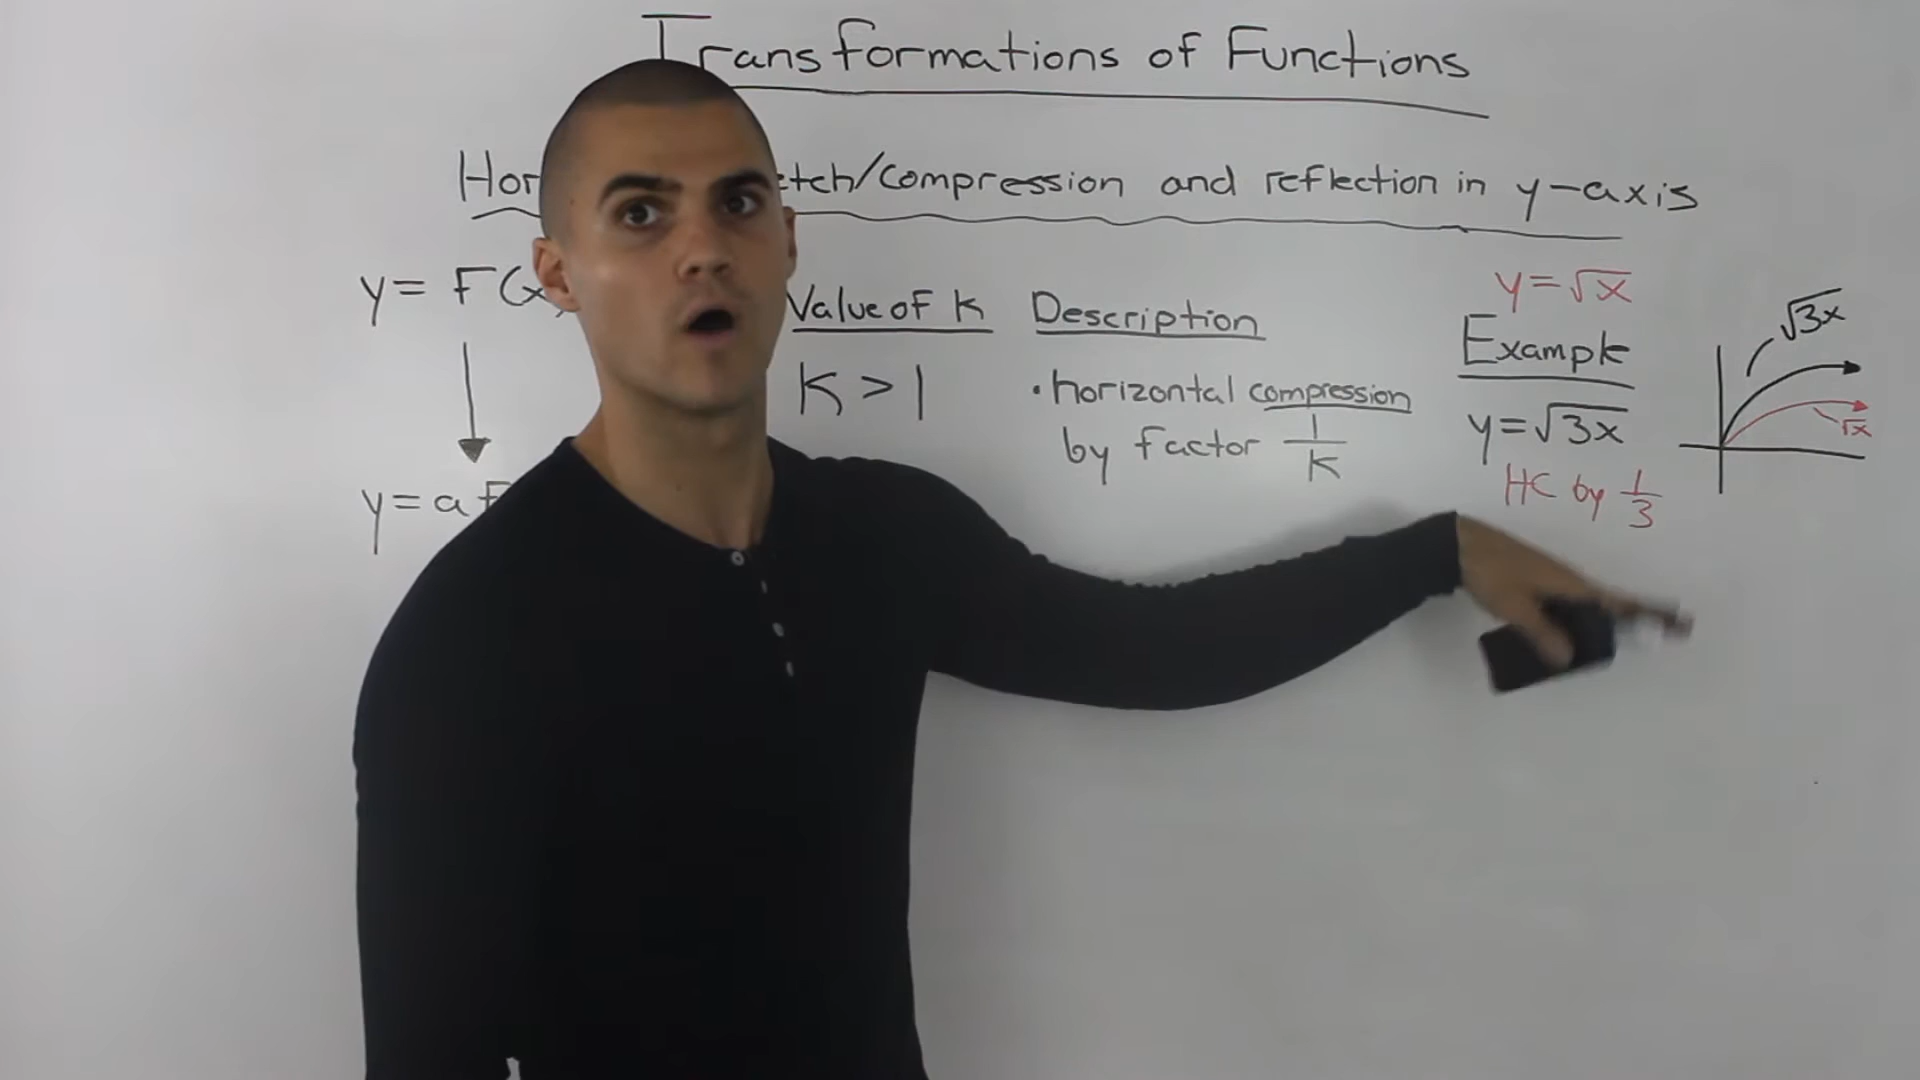 Transformations of Functions
Hor etch/compression and reflection in y-axis
y = F(x
y = a f
Value of K
K > 1
Description
• horizontal compression
by factor 1/K
y = √x
Example
y = √3x
HC by 1/3
√3x
√x